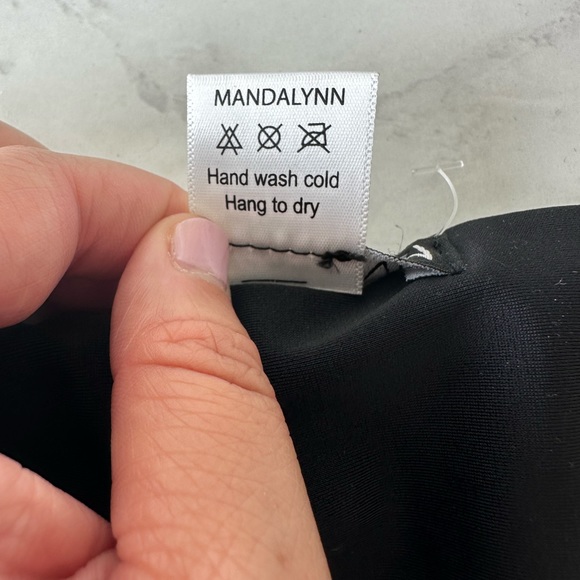 MANDALYNN
Hand wash cold
Hang to dry